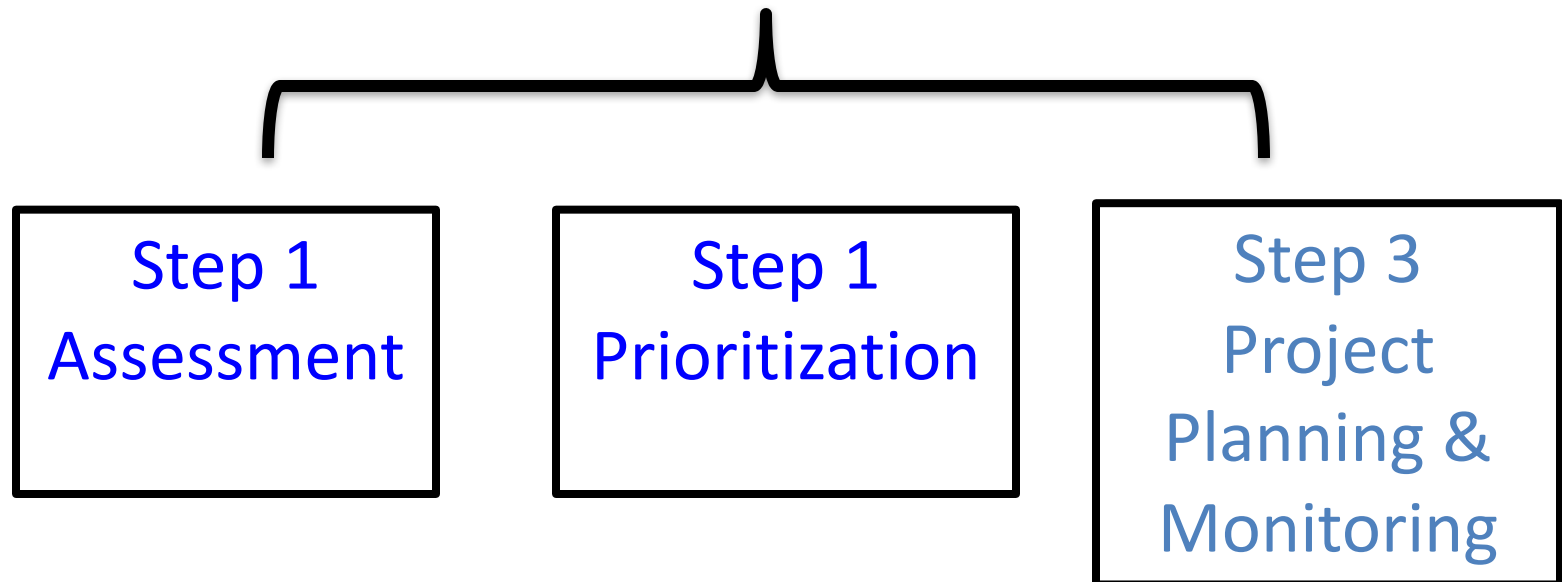 Step 1
Assessment
Step 1
Prioritization
Step 3
Project
Planning &
Monitoring